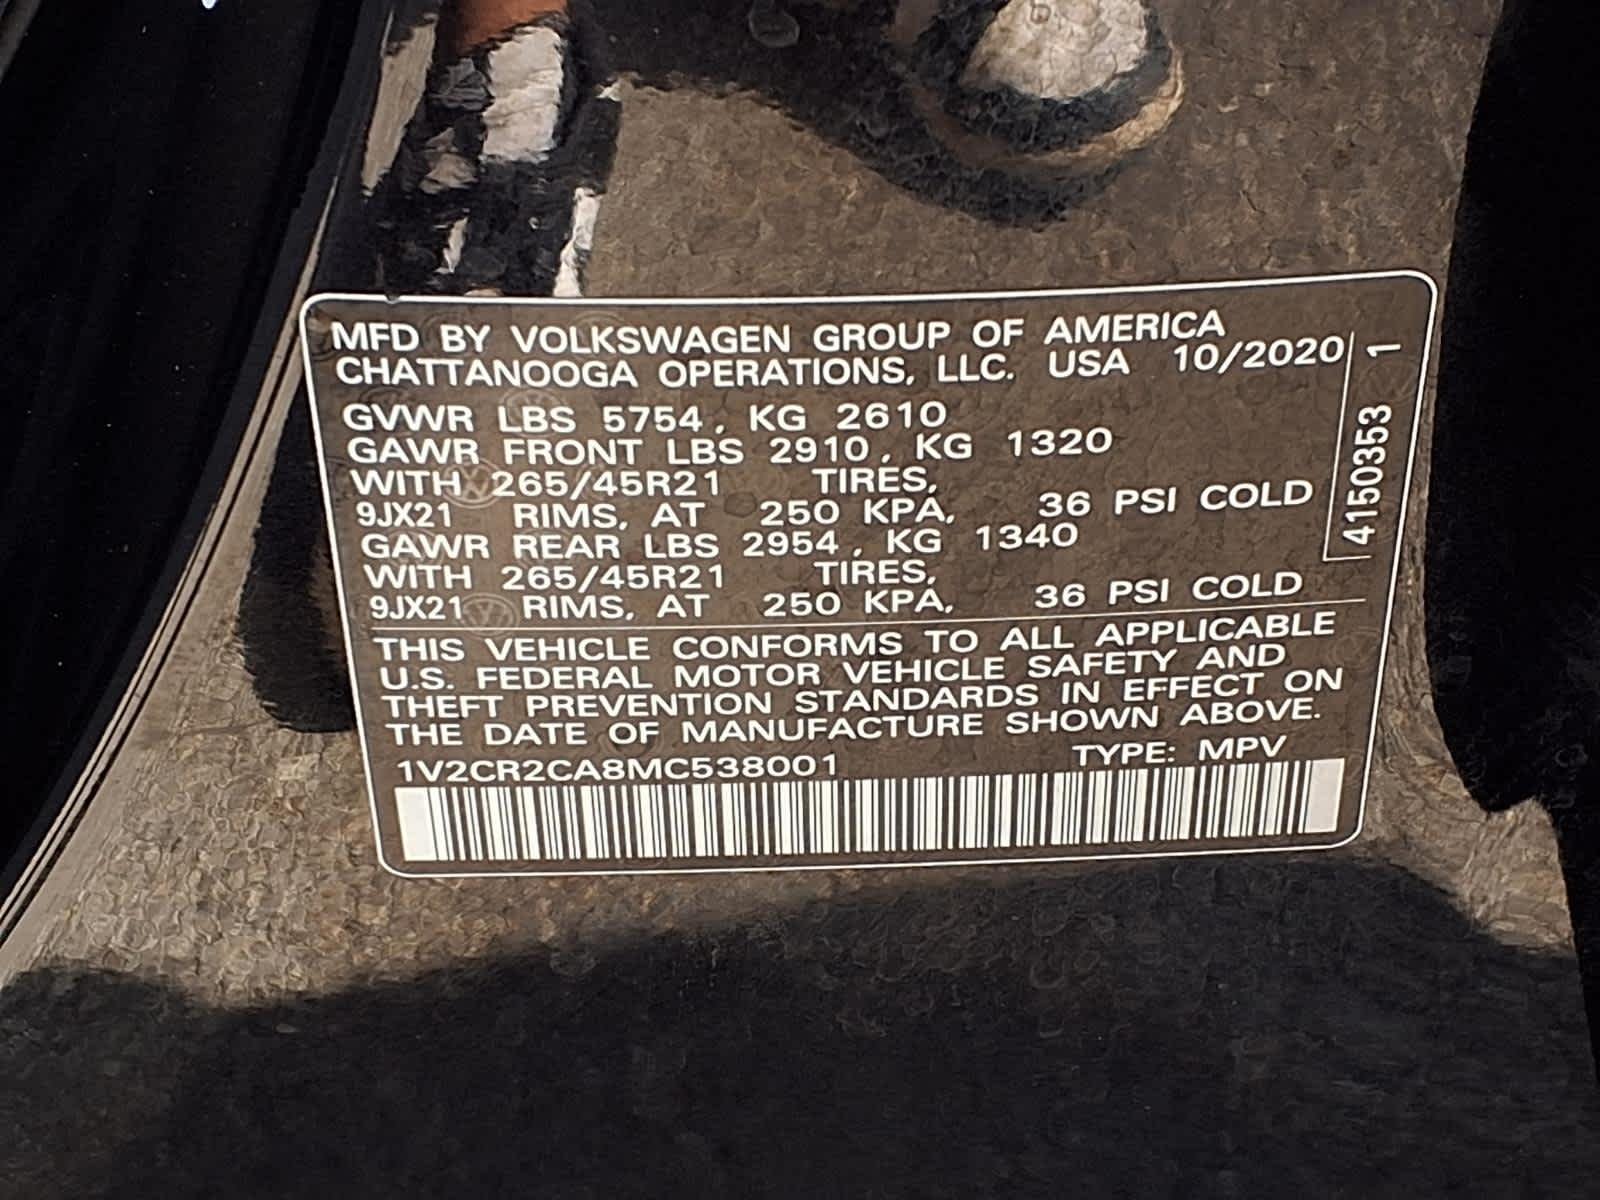 MFD BY VOLKSWAGEN GROUP OF AMERICA
CHATTANOOGA OPERATIONS, LLC. USA 10/2020
GVWR LBS 5754, KG 2610
GAWR FRONT LBS 2910, KG 1320
WITH 265/45R21 TIRES,
9JX21 RIMS, AT 250 KPA, 36 PSI COLD
GAWR REAR LBS 2954, KG 1340
WITH 265/45R21 TIRES,
9JX21 RIMS, AT 250 KPA, 36 PSI COLD
THIS VEHICLE CONFORMS TO ALL APPLICABLE
U.S. FEDERAL MOTOR VEHICLE SAFETY AND
THEFT PREVENTION STANDARDS IN EFFECT ON
THE DATE OF MANUFACTURE SHOWN ABOVE.
1V2CR2CA8MC538001 TYPE: MPV
4150353 1